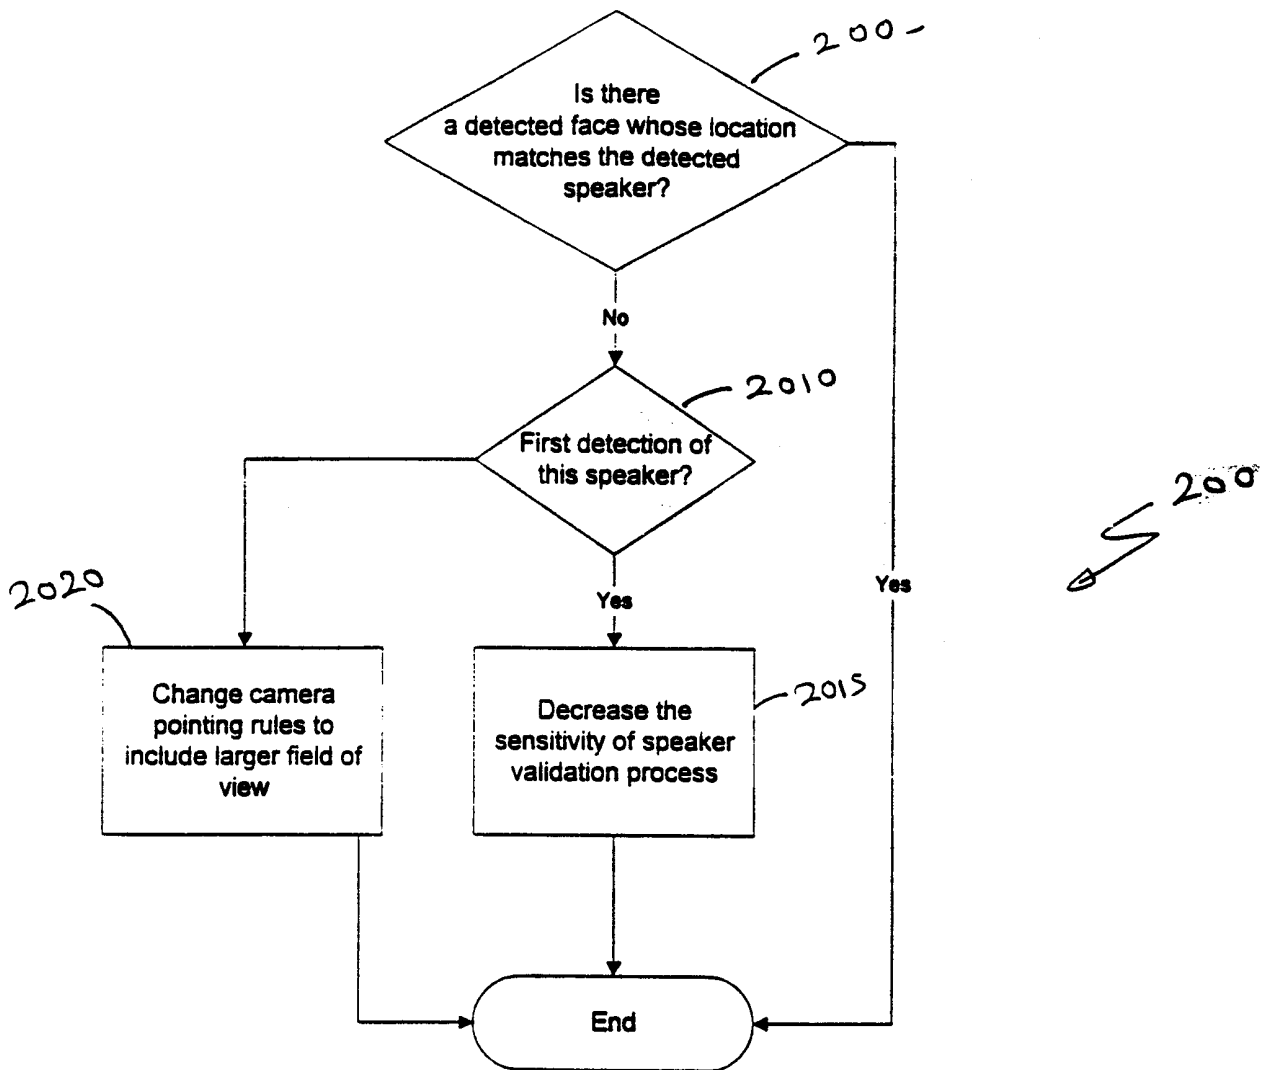 200-
Is there
a detected face whose location
matches the detected
speaker?
No
2010
First detection of
this speaker?
200
Yes
Yes
2020
2015
Change camera
pointing rules to
include larger field of
view
Decrease the
sensitivity of speaker
validation process
End